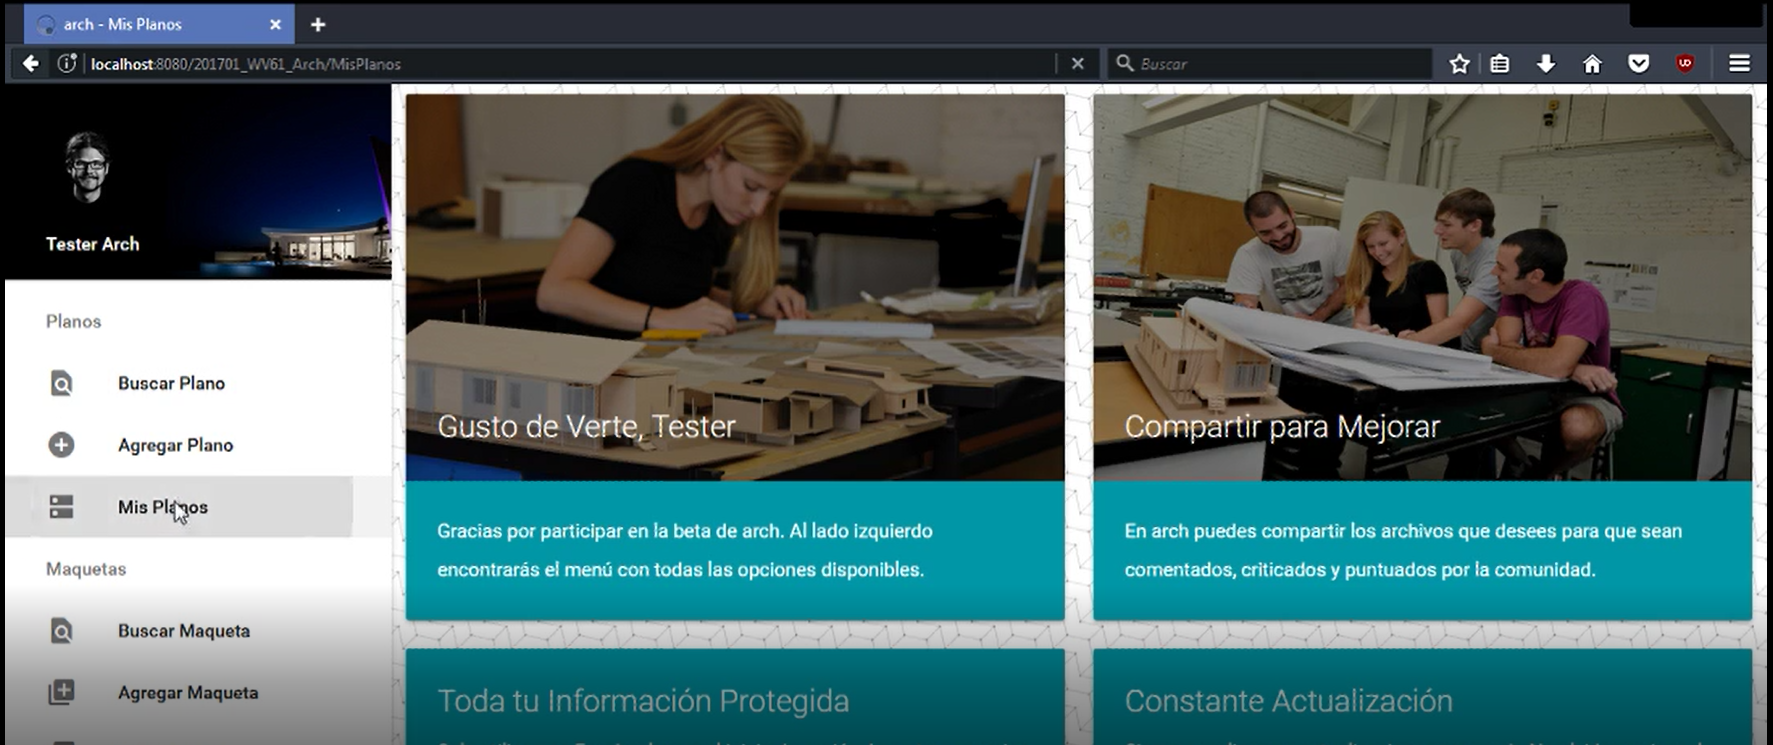 arch - Mis Planos
localhost:8080/201701_WV61_Arch/MisPlanos
Buscar
Tester Arch
Planos
Buscar Plano
Agregar Plano
Mis Planos
Maquetas
Buscar Maqueta
Agregar Maqueta
Gusto de Verte, Tester
Gracias por participar en la beta de arch. Al lado izquierdo
encontrarás el menú con todas las opciones disponibles.
Compartir para Mejorar
En arch puedes compartir los archivos que desees para que sean
comentados, criticados y puntuados por la comunidad.
Toda tu Información Protegida
Constante Actualización